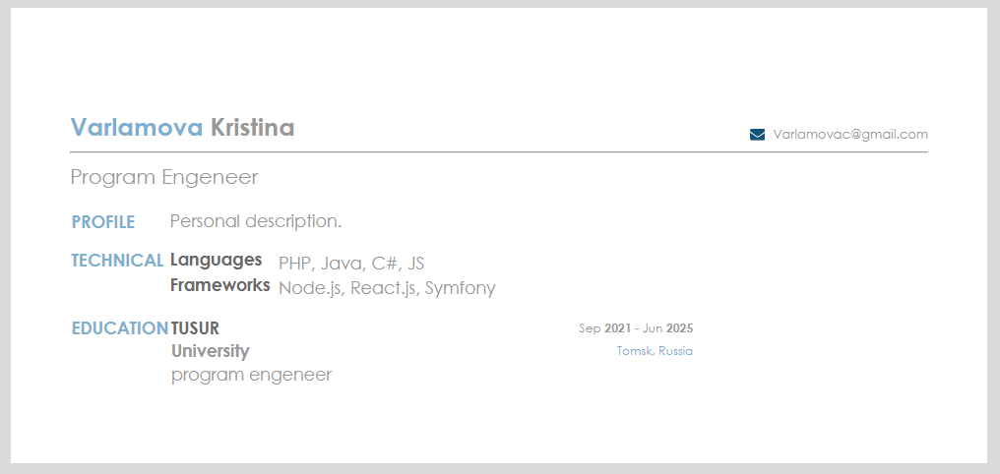 Varlamova Kristina
Varlamovac@gmail.com
Program Engeneer
PROFILE Personal description.
TECHNICAL Languages PHP, Java, C#, JS
Frameworks Node.js, React.js, Symfony
EDUCATION TUSUR Sep 2021 - Jun 2025
University Tomsk, Russia
program engeneer